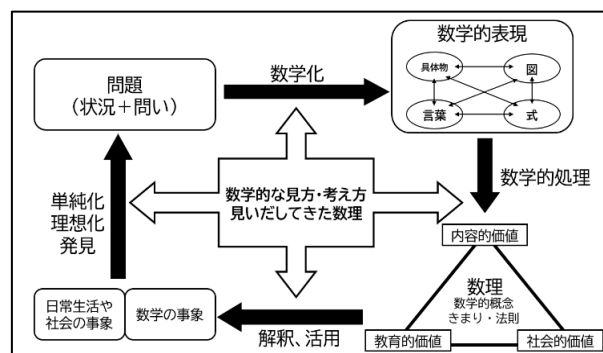 数学的表現
具体物
図
言葉
式
問題
（状況＋問い）
数学化
数学的処理
単純化
理想化
発見
数学的な見方・考え方
見いだしてきた数理
内容的価値
数理
数学的概念
きまり・法則
教育的価値
社会的価値
日常生活や
社会の事象
数学の事象
解釈、活用